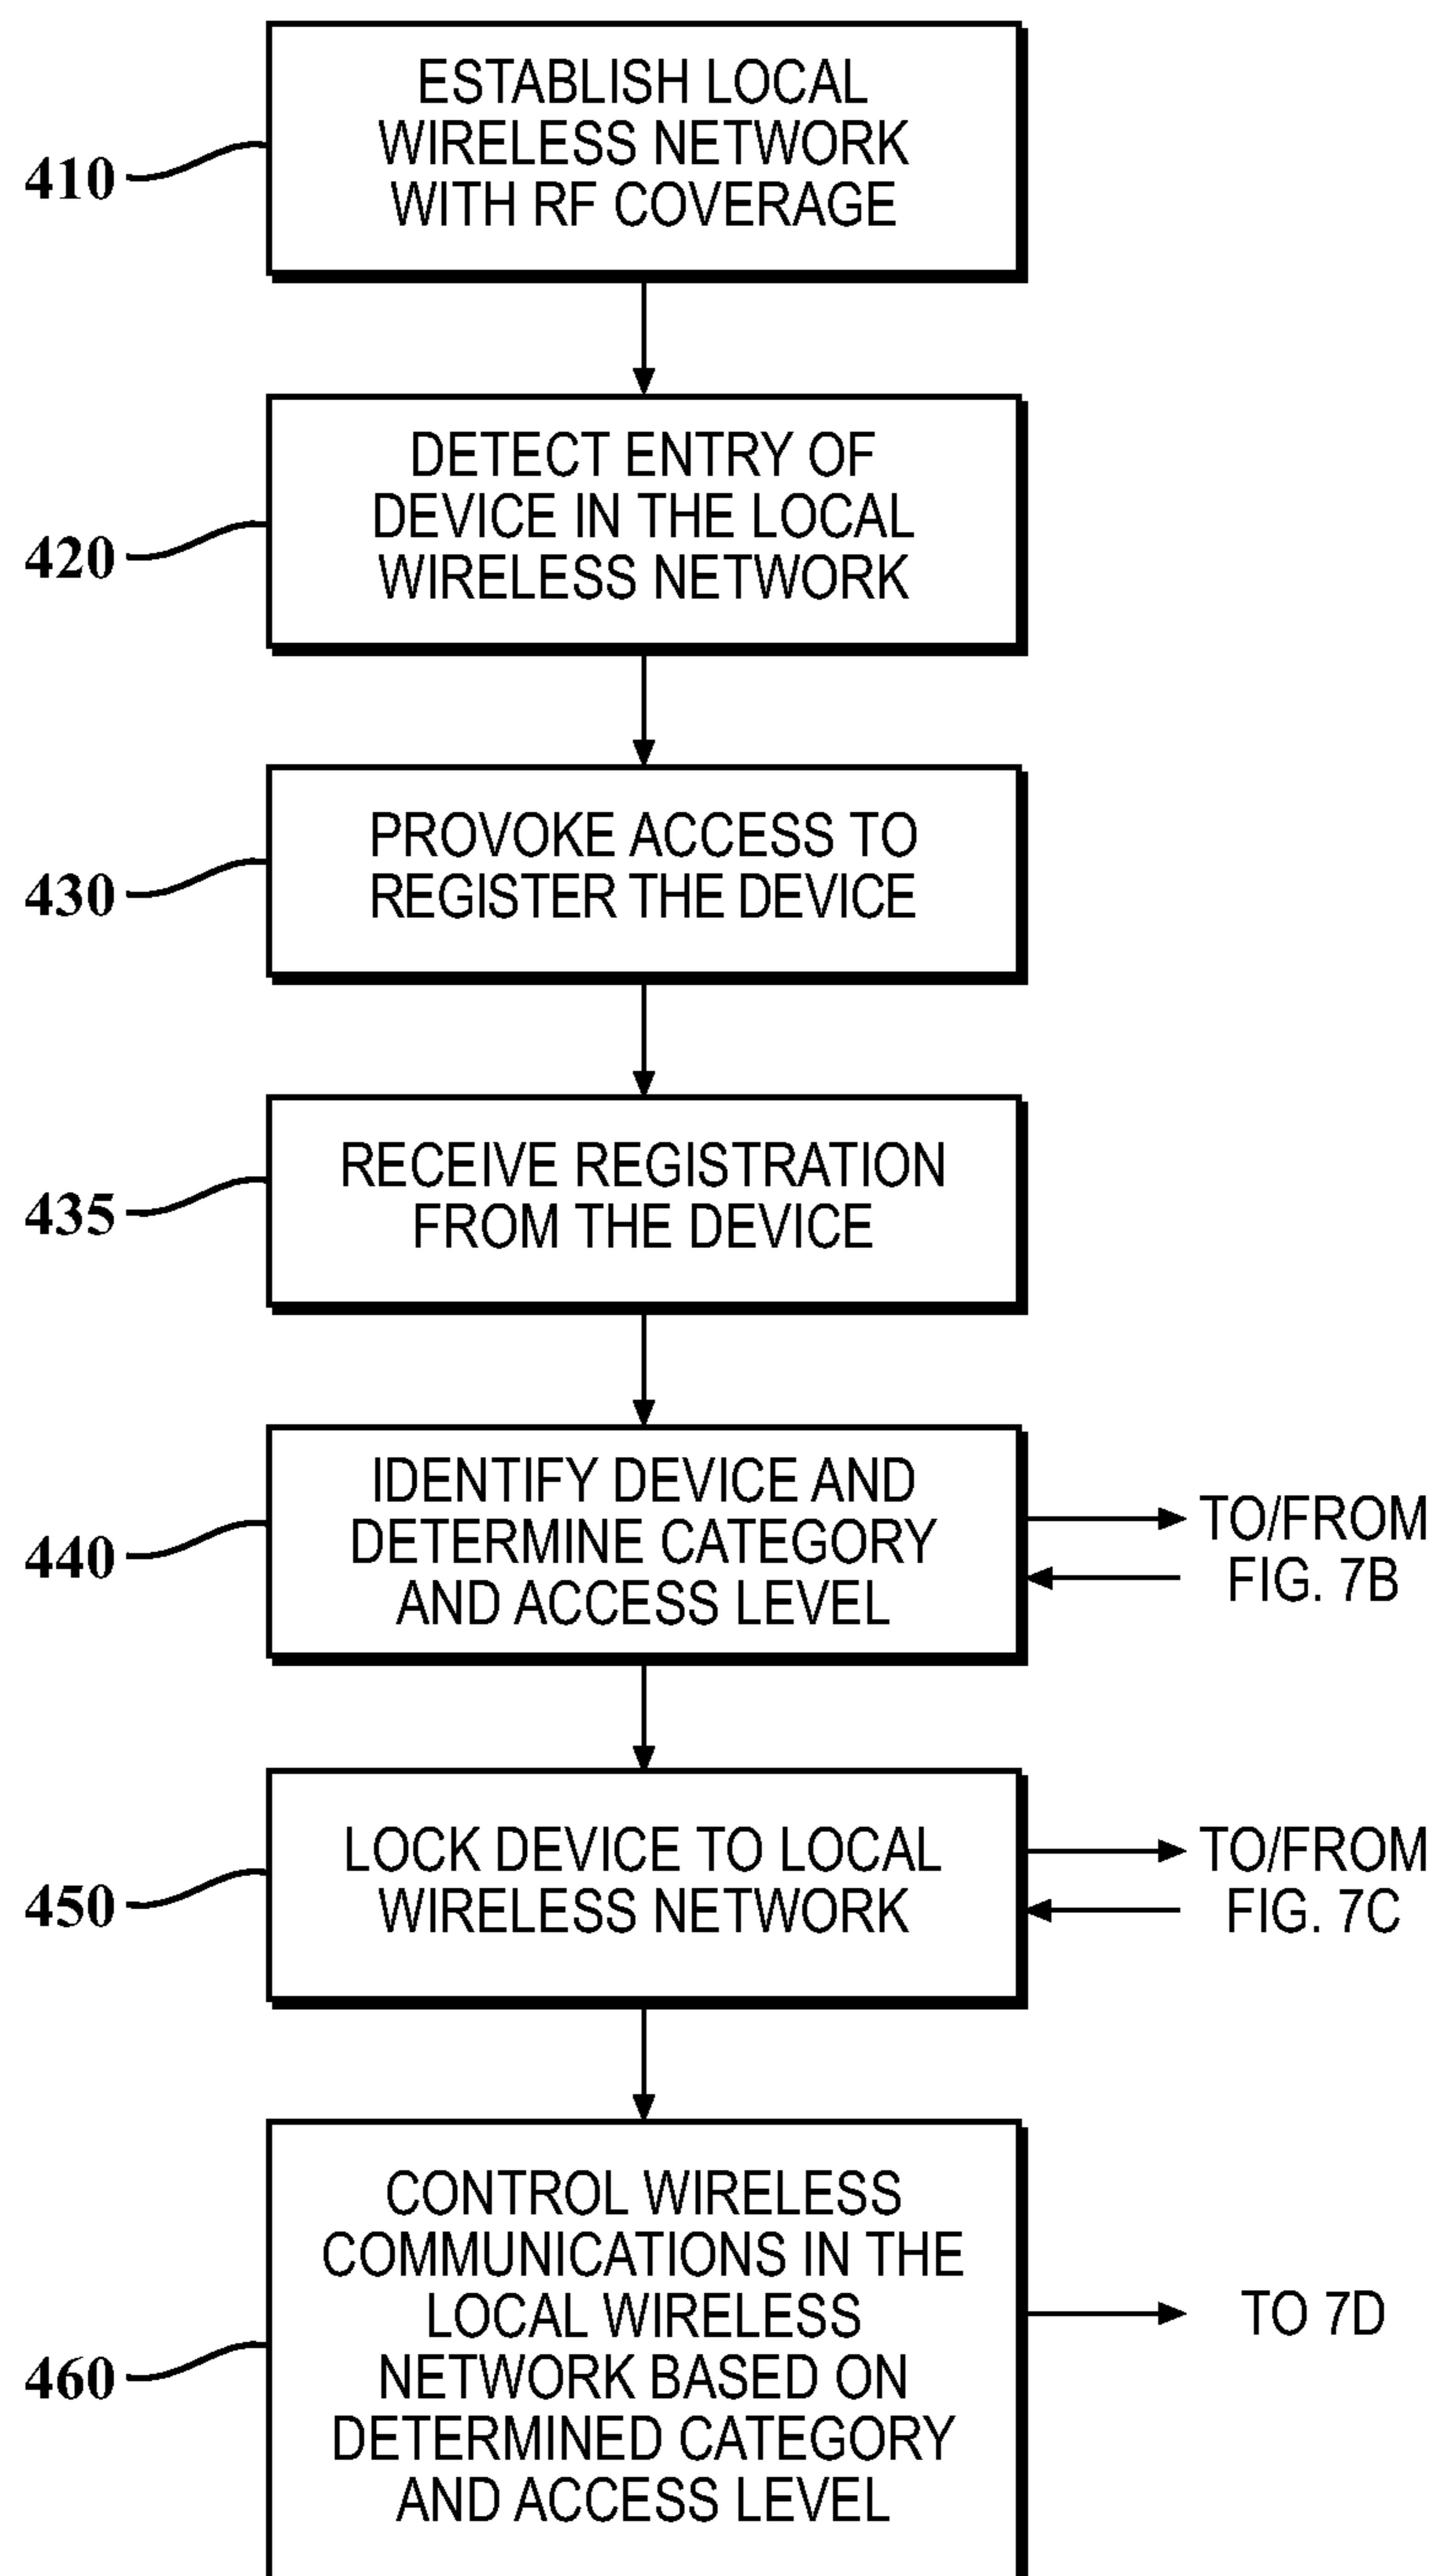 410
ESTABLISH LOCAL
WIRELESS NETWORK
WITH RF COVERAGE
420
DETECT ENTRY OF
DEVICE IN THE LOCAL
WIRELESS NETWORK
430
PROVOKE ACCESS TO
REGISTER THE DEVICE
435
RECEIVE REGISTRATION
FROM THE DEVICE
440
IDENTIFY DEVICE AND
DETERMINE CATEGORY
AND ACCESS LEVEL
TO/FROM
FIG. 7B
450
LOCK DEVICE TO LOCAL
WIRELESS NETWORK
TO/FROM
FIG. 7C
460
CONTROL WIRELESS
COMMUNICATIONS IN THE
LOCAL WIRELESS
NETWORK BASED ON
DETERMINED CATEGORY
AND ACCESS LEVEL
TO 7D